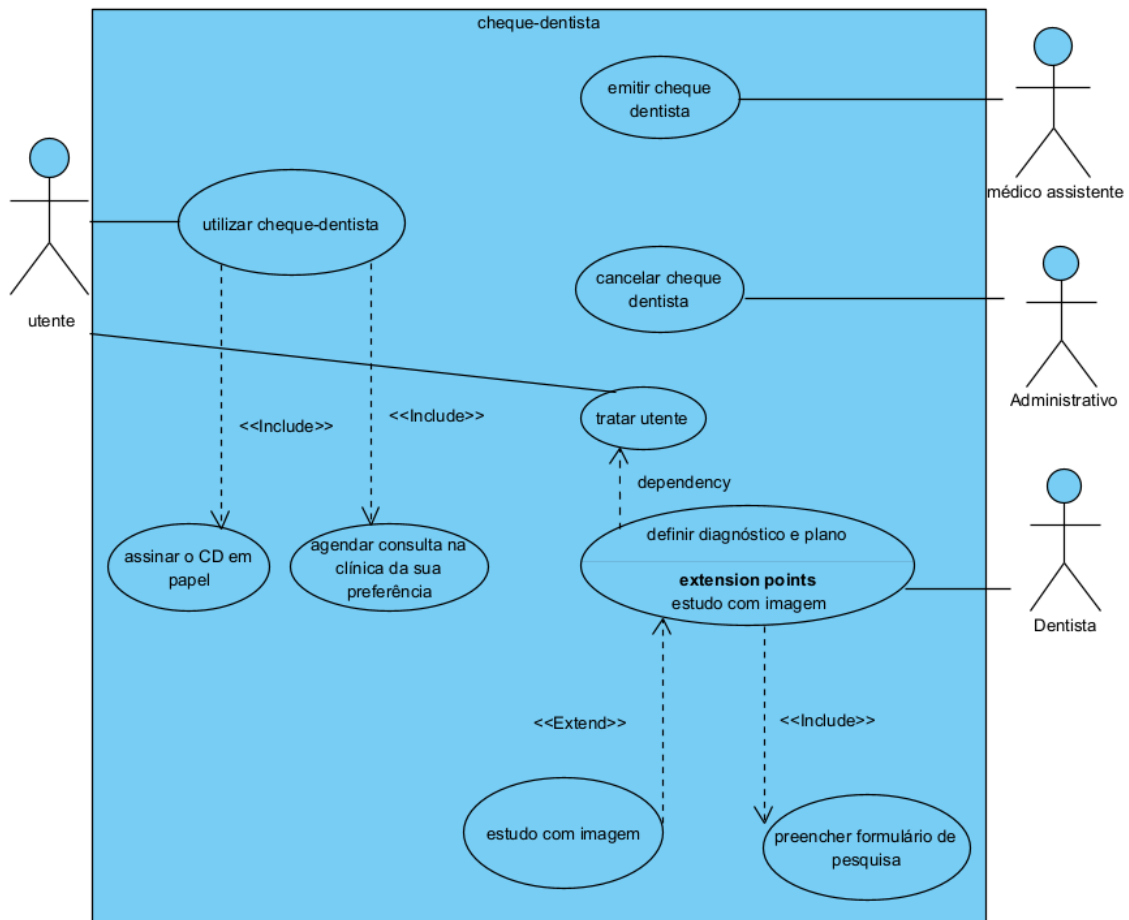 cheque-dentista
emitir cheque
dentista
médico assistente
utilizar cheque-dentista
utente
cancelar cheque
dentista
Administrativo
tratar utente
<<Include>>
<<Include>>
dependency
assinar o CD em
papel
agendar consulta na
clínica da sua
preferência
definir diagnóstico e plano
extension points
estudo com imagem
Dentista
<<Extend>>
<<Include>>
estudo com imagem
preencher formulário de
pesquisa